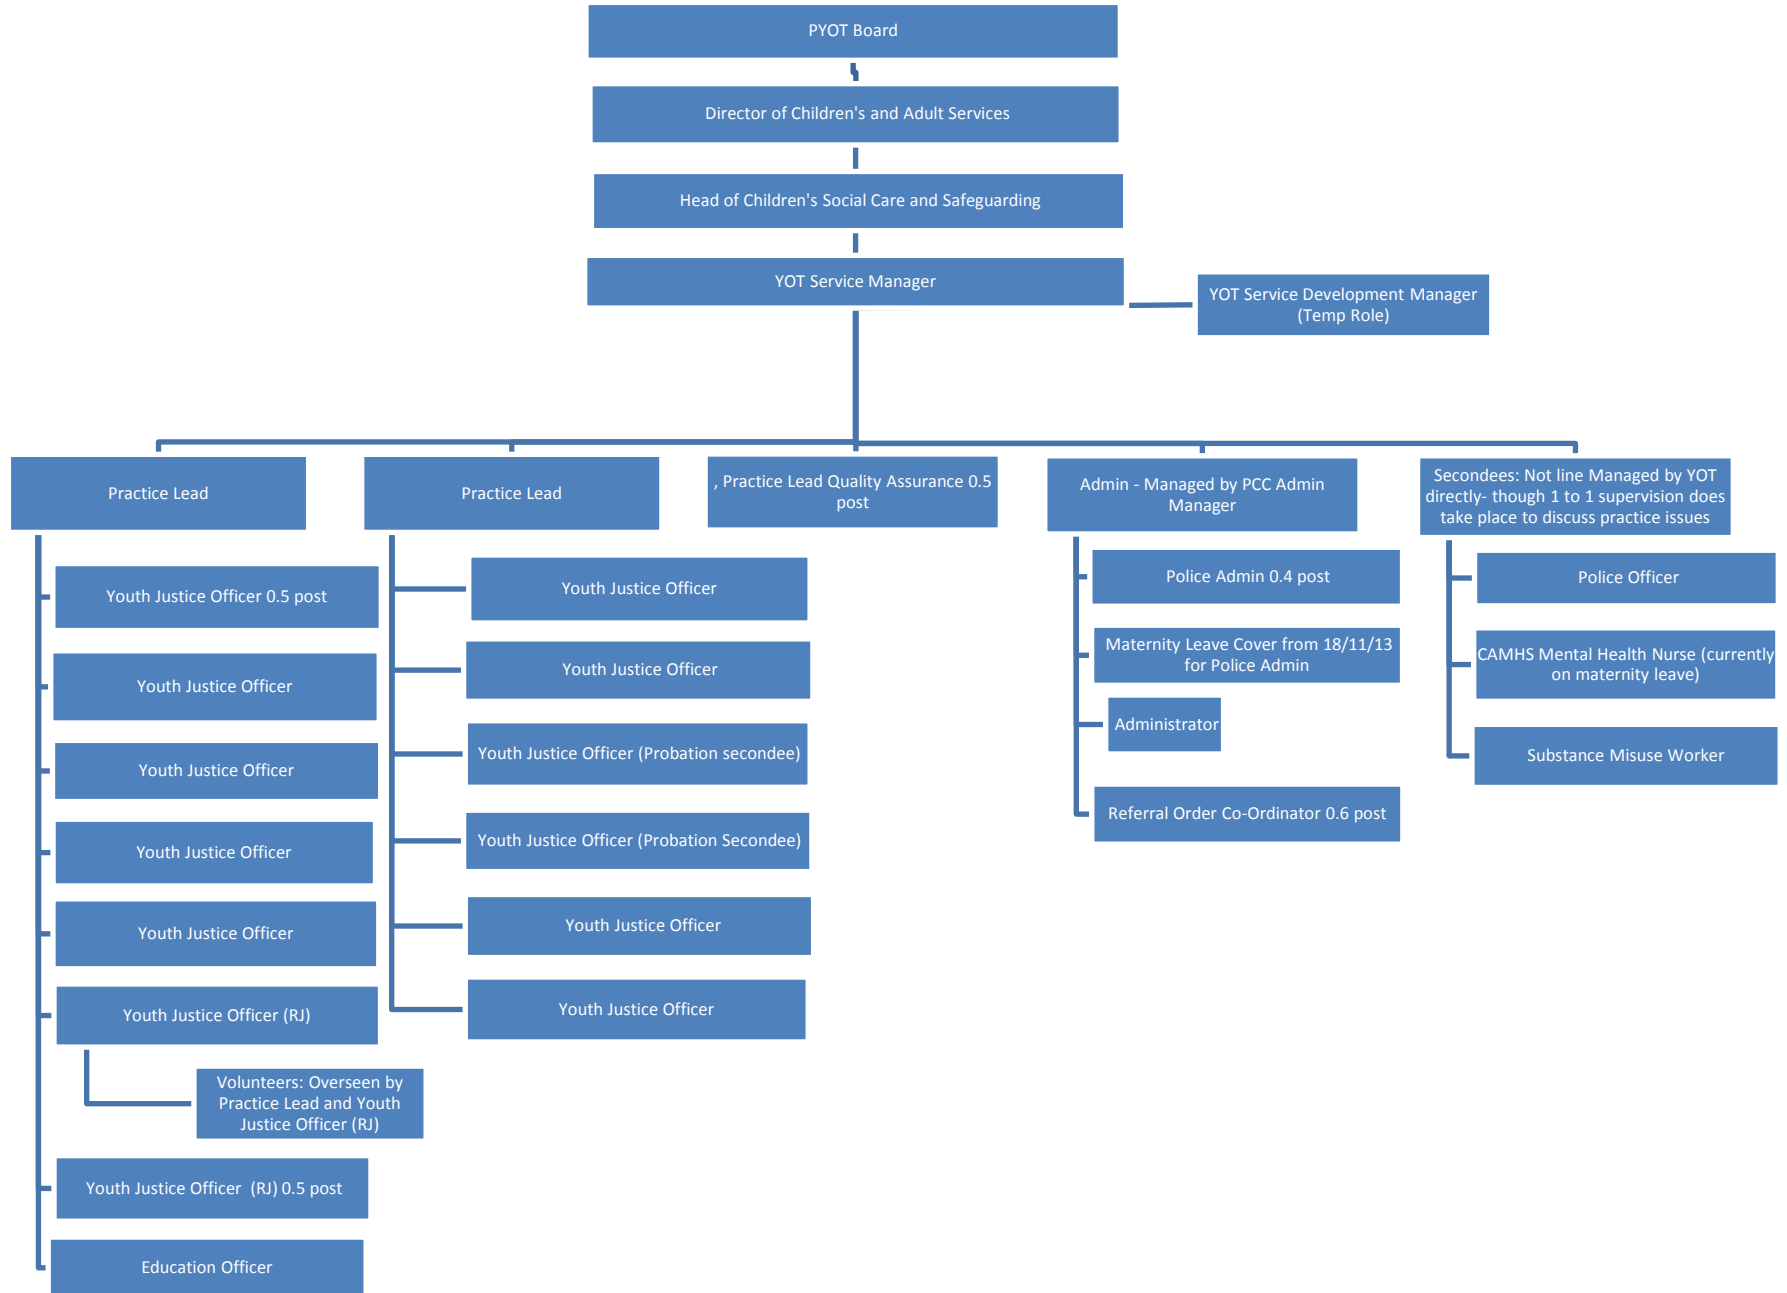 PYOT Board
Director of Children's and Adult Services
Head of Children's Social Care and Safeguarding
YOT Service Manager
YOT Service Development Manager
(Temp Role)
Practice Lead
Youth Justice Officer 0.5 post
Youth Justice Officer
Youth Justice Officer
Youth Justice Officer
Youth Justice Officer
Youth Justice Officer (RJ)
Volunteers: Overseen by
Practice Lead and Youth
Justice Officer (RJ)
Youth Justice Officer  (RJ) 0.5 post
Education Officer
Practice Lead
Youth Justice Officer
Youth Justice Officer
Youth Justice Officer (Probation secondee)
Youth Justice Officer (Probation Secondee)
Youth Justice Officer
Youth Justice Officer
, Practice Lead Quality Assurance 0.5
post
Admin - Managed by PCC Admin
Manager
Police Admin 0.4 post
Maternity Leave Cover from 18/11/13
for Police Admin
Administrator
Referral Order Co-Ordinator 0.6 post
Secondees: Not line Managed by YOT
directly- though 1 to 1 supervision does
take place to discuss practice issues
Police Officer
CAMHS Mental Health Nurse (currently
on maternity leave)
Substance Misuse Worker